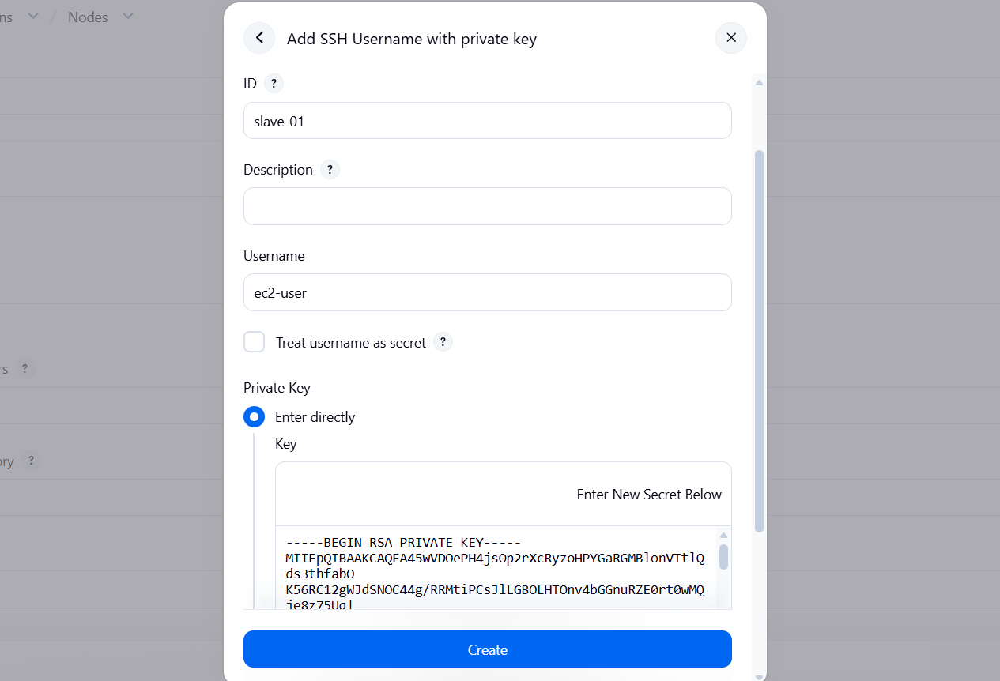 ns / Nodes
Add SSH Username with private key
ID ?
slave-01
Description ?
Username
ec2-user
Treat username as secret ?
Private Key
rs ?
Enter directly
Key
ory ?
Enter New Secret Below
-----BEGIN RSA PRIVATE KEY-----
MIIEpQIBAAKCAQEA45wVDOePH4jsOp2rXcRyzoHPYGaRGMBlonVTtlQ
ds3thfabO
K56RC12gWJdSNOC44g/RRMtiPCsJlLGBOLHTOnv4bGGnuRZE0rt0wMQ
Create